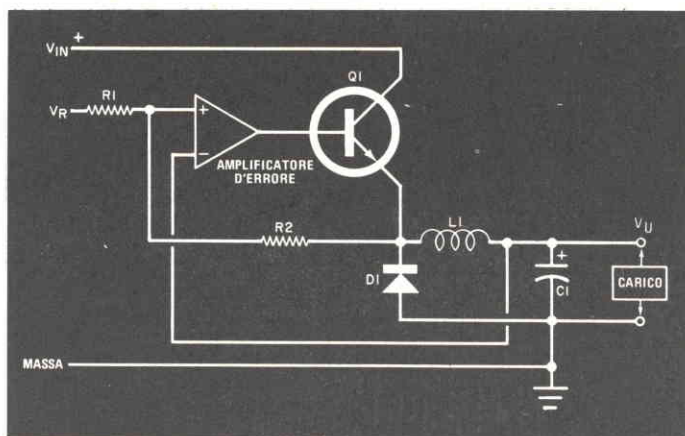 VIN +
Q1
R1
VR
+
−
AMPLIFICATORE
D'ERRORE
R2
L1
VU
D1
+
C1
CARICO
MASSA